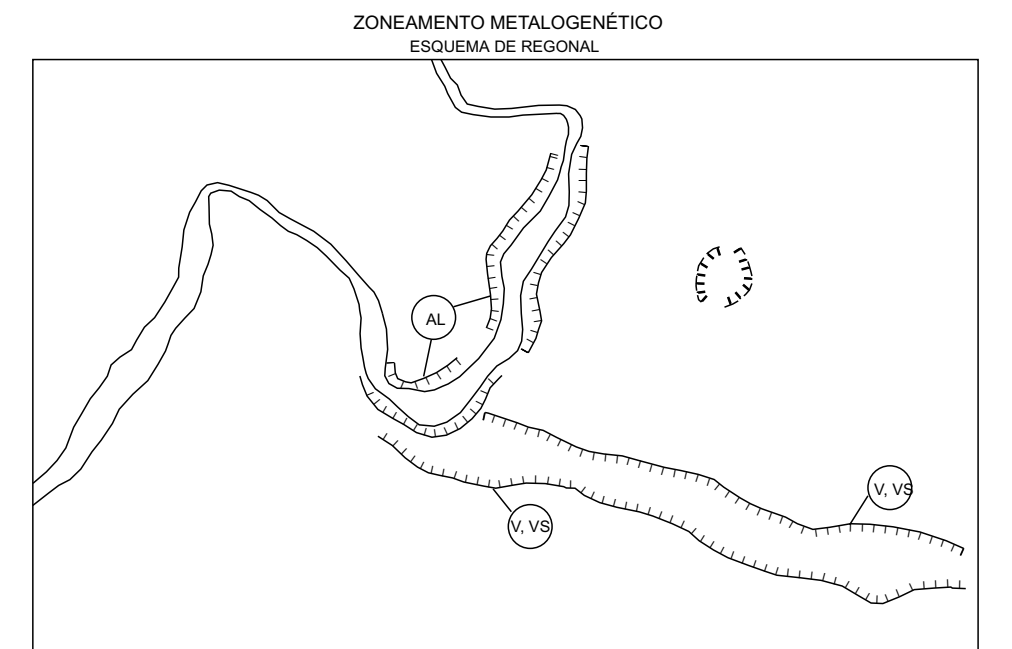 ZONEAMENTO METALOGENÉTICO
ESQUEMA DE REGONAL
AL
V, VS
V, VS